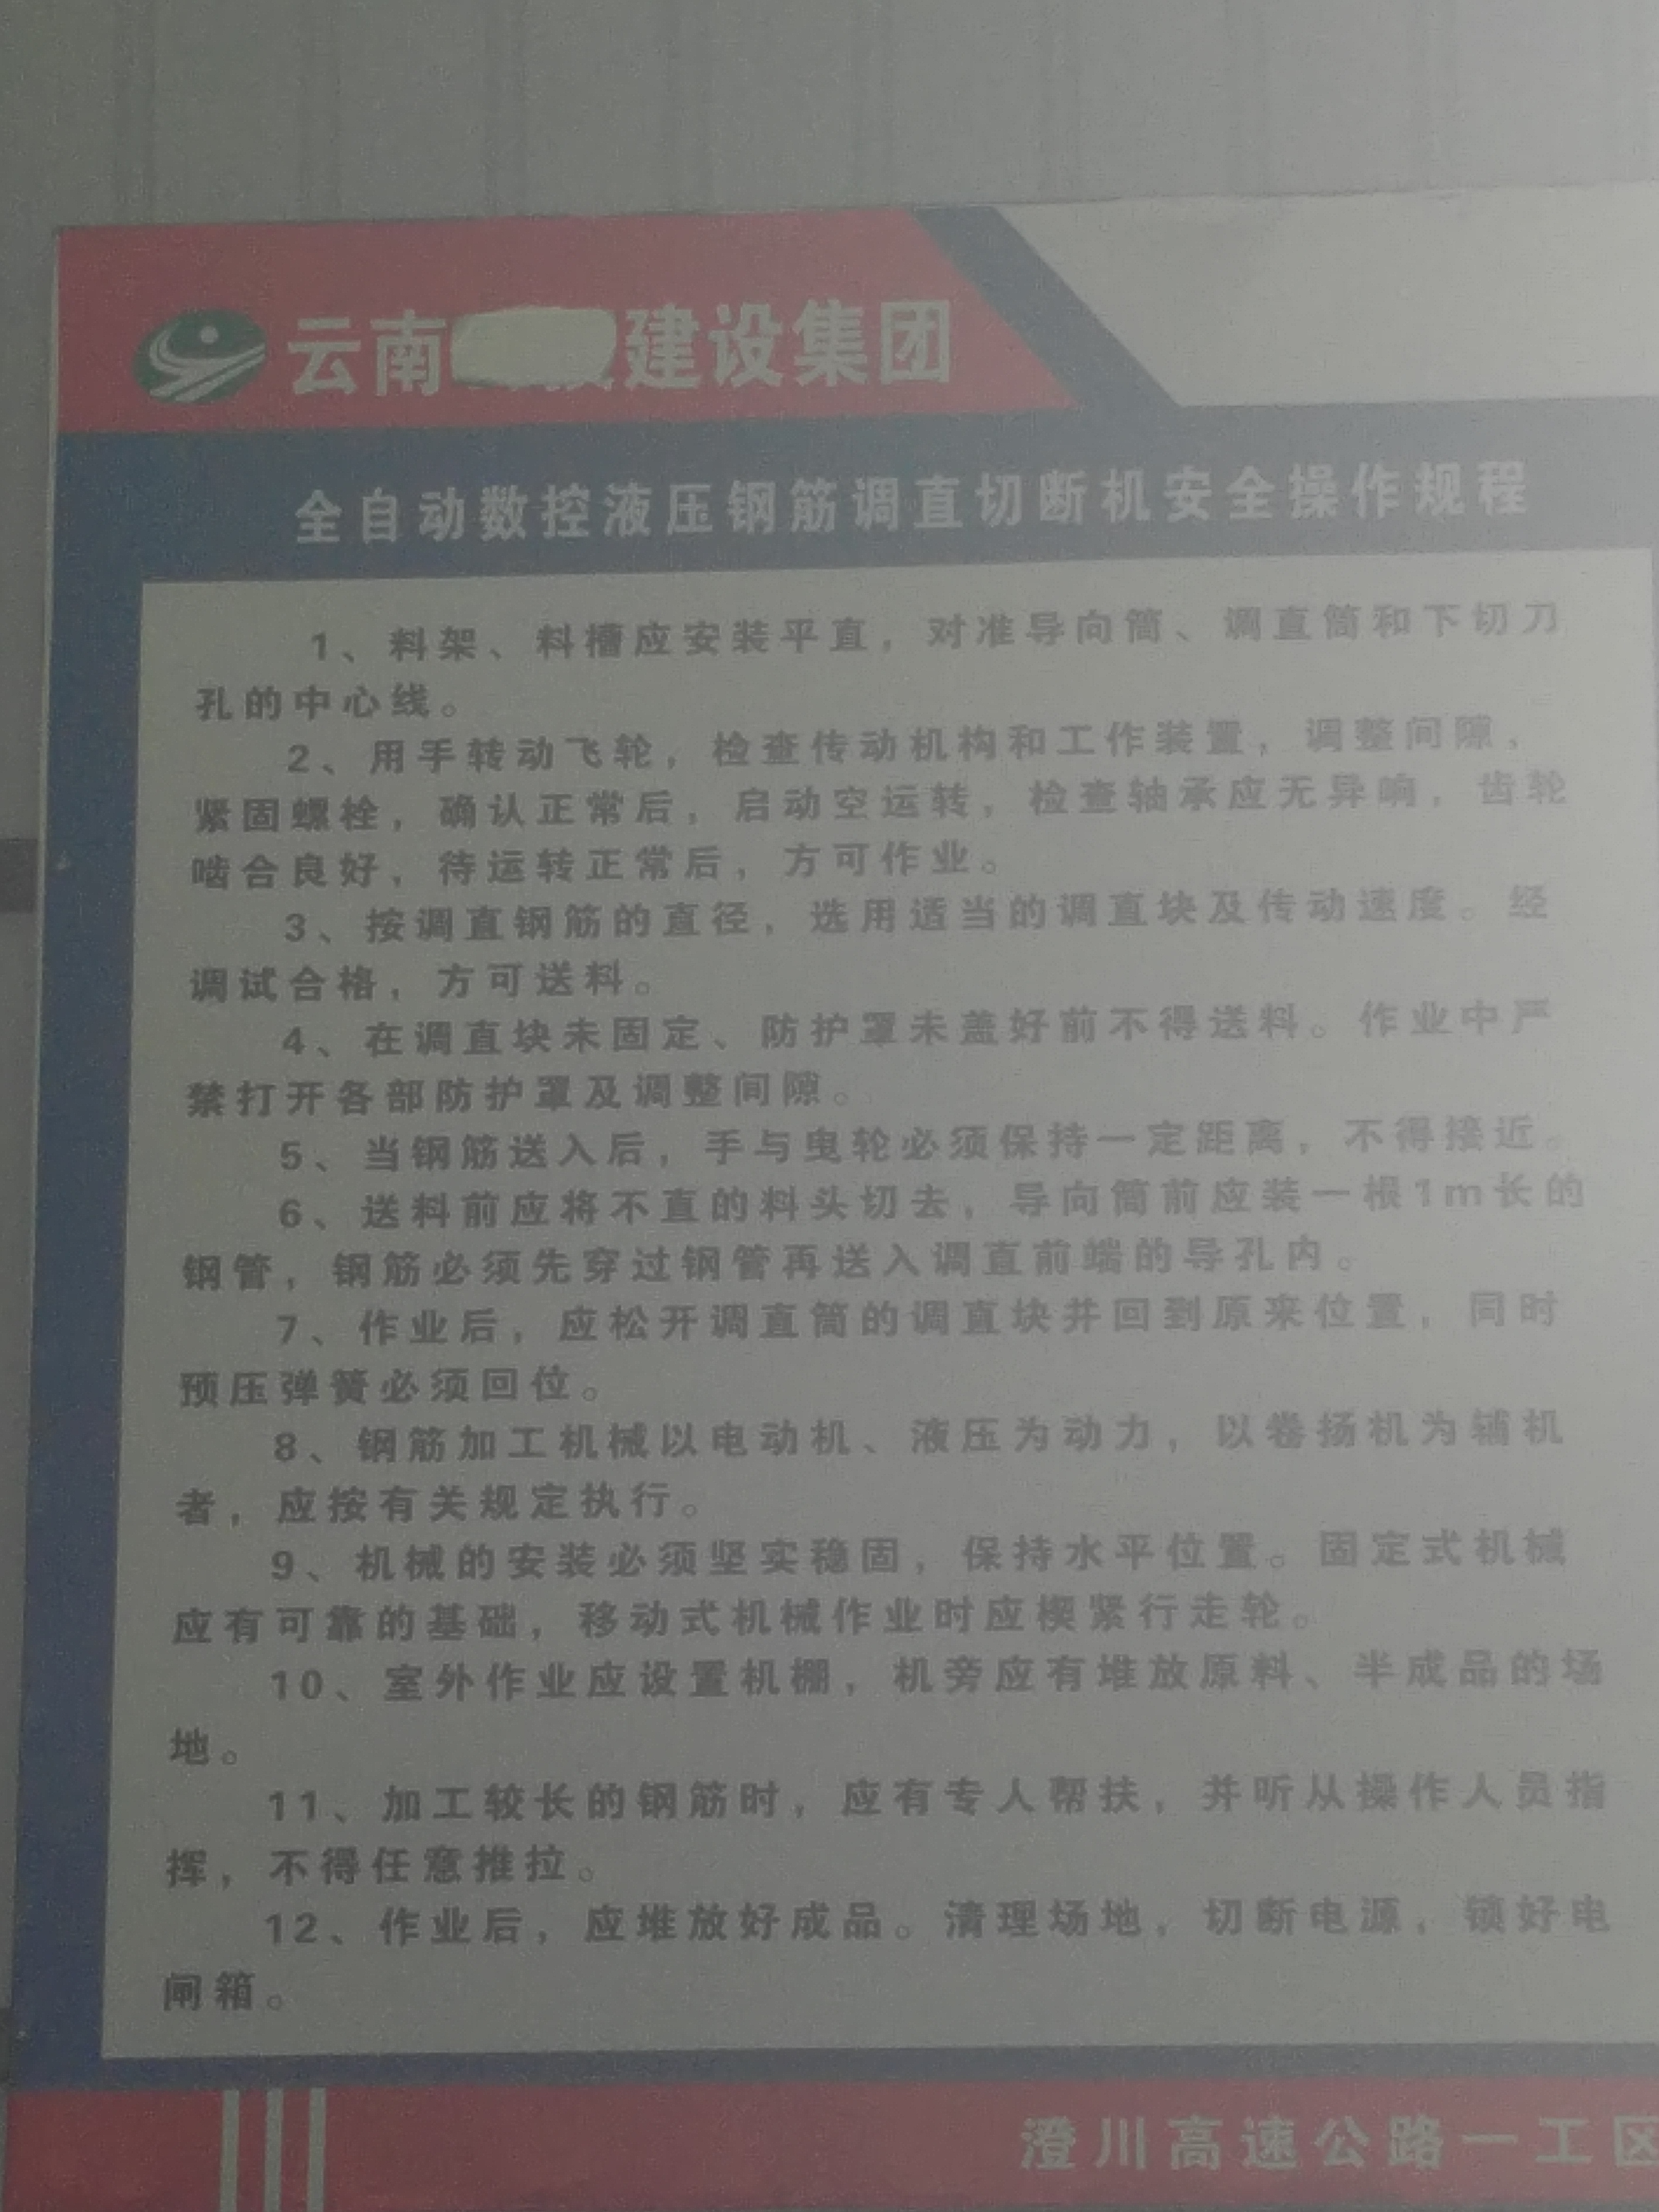 云南 建设集团
全自动数控液压钢筋调直切断机安全操作规程
1、料架、料槽应安装平直，对准导向筒、调直筒和下切刀
孔的中心线。
2、用手转动飞轮，检查传动机构和工作装置，调整间隙，
紧固螺栓，确认正常后，启动空运转，检查轴承应无异响，齿轮
啮合良好，待运转正常后，方可作业。
3、按调直钢筋的直径，选用适当的调直块及传动速度。经
调试合格，方可送料。
4、在调直块未固定、防护罩未盖好前不得送料。作业中严
禁打开各部防护罩及调整间隙。
5、当钢筋送入后，手与曳轮必须保持一定距离，不得接近。
6、送料前应将不直的料头切去，导向筒前应装一根1m长的
钢管，钢筋必须先穿过钢管再送入调直前端的导孔内。
7、作业后，应松开调直筒的调直块并回到原来位置，同时
预压弹簧必须回位。
8、钢筋加工机械以电动机、液压为动力，以卷扬机为辅机
者，应按有关规定执行。
9、机械的安装必须坚实稳固，保持水平位置。固定式机械
应有可靠的基础，移动式机械作业时应楔紧行走轮。
10、室外作业应设置机棚，机旁应有堆放原料、半成品的场
地。
11、加工较长的钢筋时，应有专人帮扶，并听从操作人员指
挥，不得任意推拉。
12、作业后，应堆放好成品。清理场地，切断电源，锁好电
闸箱。
澄川高速公路一工区